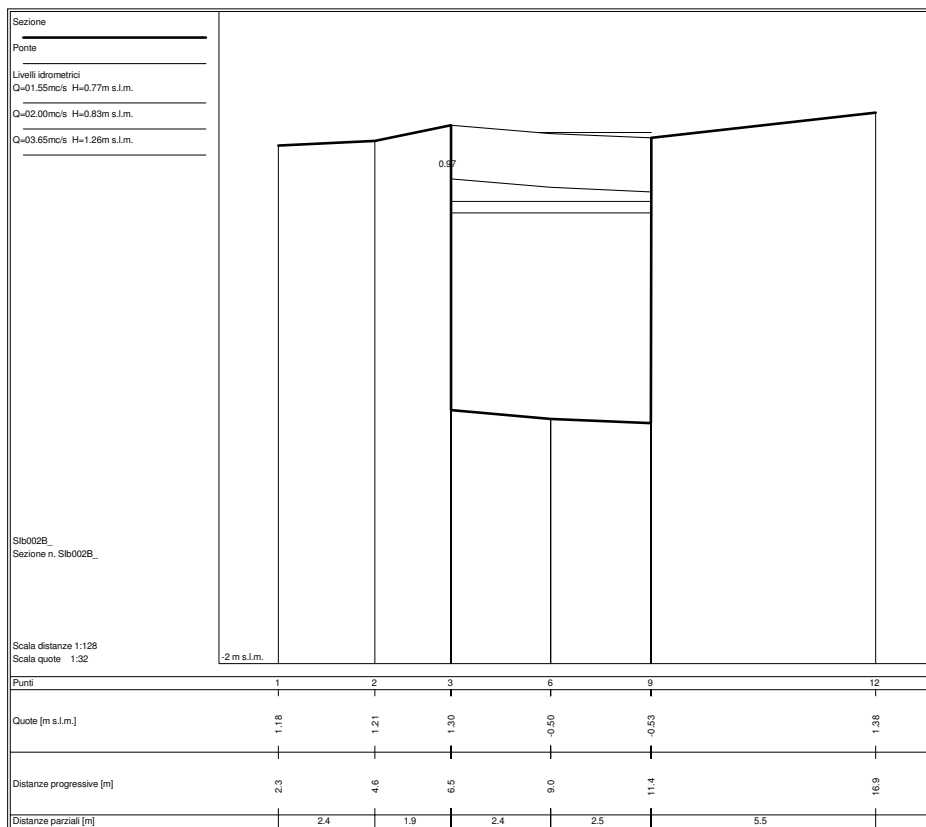 Sezione
Ponte
Livelli idrometrici
Q=01.55mc/s H=0.77m s.l.m.
Q=02.00mc/s H=0.83m s.l.m.
Q=03.65mc/s H=1.26m s.l.m.
0.97
Slb002B_
Sezione n. Slb002B_
Scala distanze 1:128
Scala quote 1:32
-2 m s.l.m.
Punti 1 2 3 6 9 12
Quote [m s.l.m.] 1.18 1.21 1.30 -0.50 -0.53 1.38
Distanze progressive [m] 2.3 4.6 6.5 9.0 11.4 16.9
Distanze parziali [m] 2.4 1.9 2.4 2.5 5.5